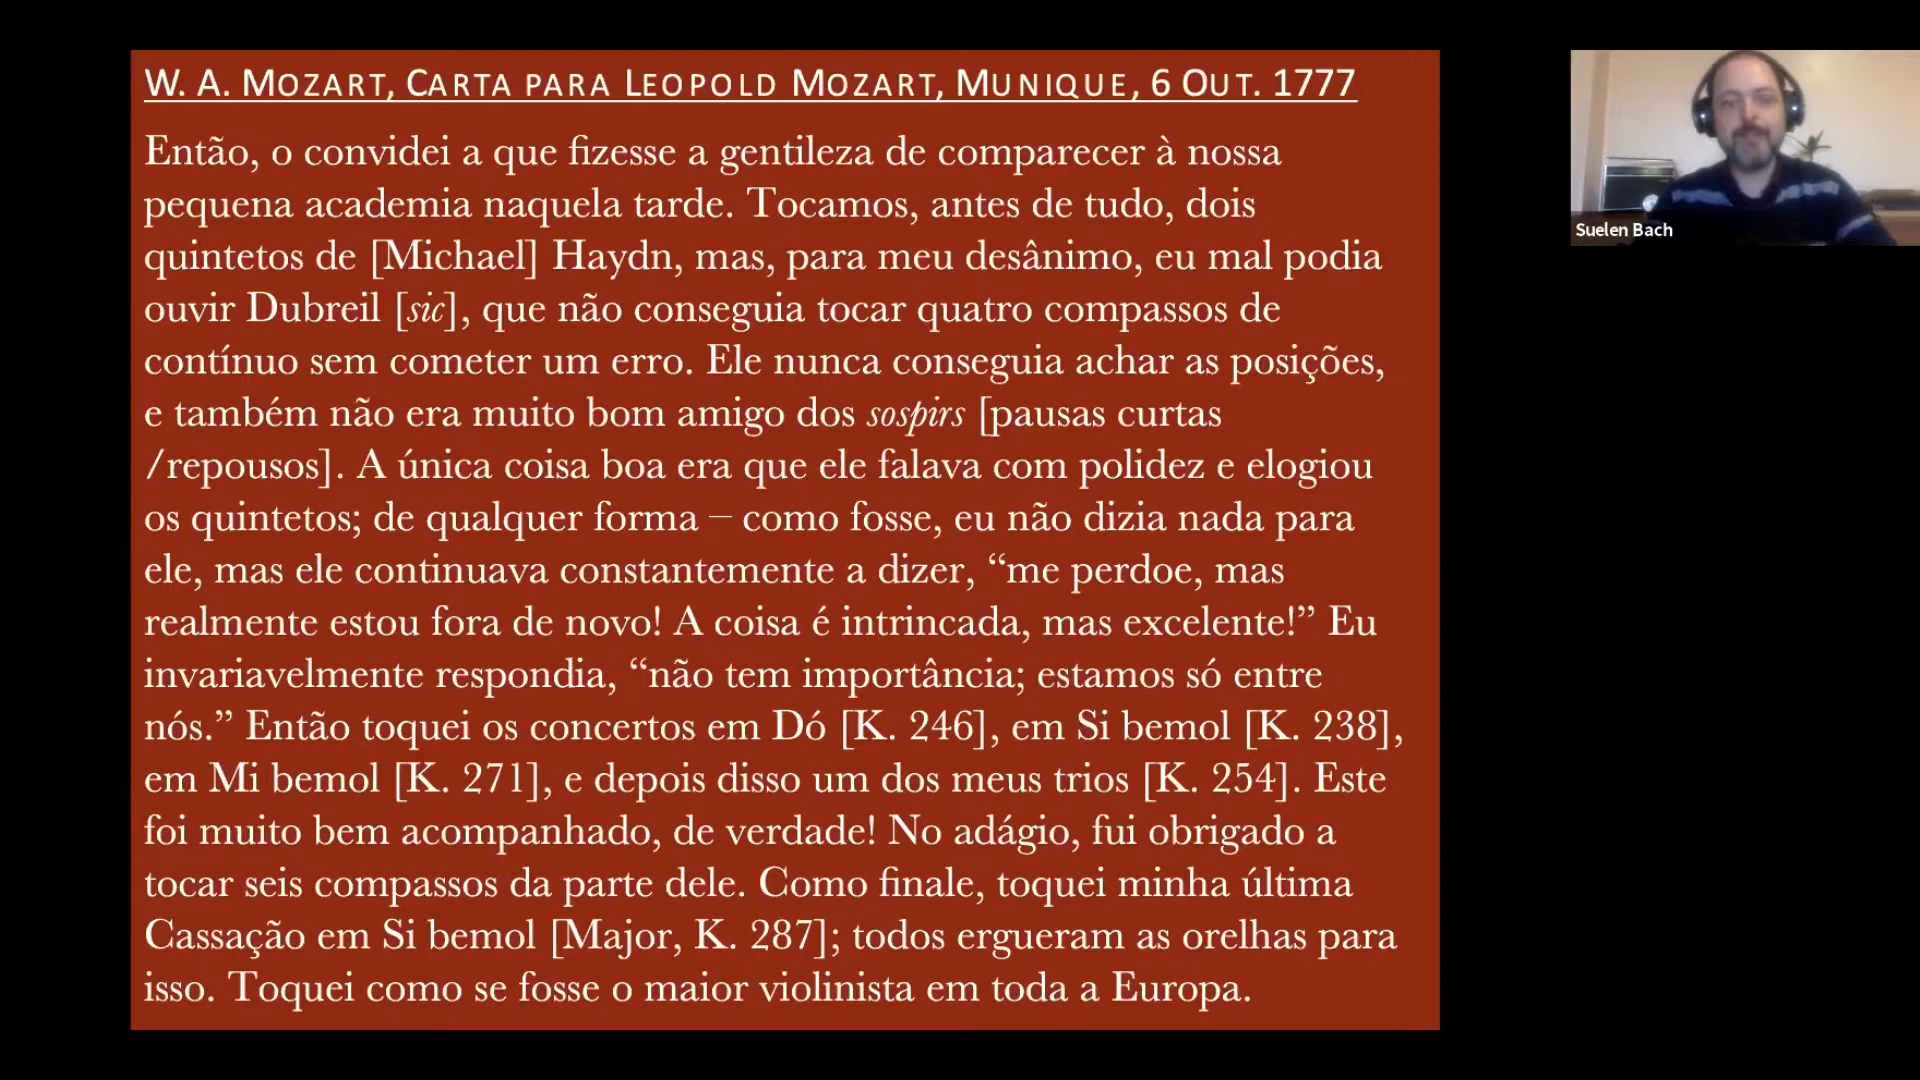 W. A. MOZART, CARTA PARA LEOPOLD MOZART, MUNIQUE, 6 OUT. 1777
Então, o convidei a que fizesse a gentileza de comparecer à nossa
pequena academia naquela tarde. Tocamos, antes de tudo, dois
quintetos de [Michael] Haydn, mas, para meu desânimo, eu mal podia
ouvir Dubreil [sic], que não conseguia tocar quatro compassos de
contínuo sem cometer um erro. Ele nunca conseguia achar as posições,
e também não era muito bom amigo dos sospirs [pausas curtas
/repousos]. A única coisa boa era que ele falava com polidez e elogiou
os quintetos; de qualquer forma – como fosse, eu não dizia nada para
ele, mas ele continuava constantemente a dizer, “me perdoe, mas
realmente estou fora de novo! A coisa é intrincada, mas excelente!” Eu
invariavelmente respondia, “não tem importância; estamos só entre
nós.” Então toquei os concertos em Dó [K. 246], em Si bemol [K. 238],
em Mi bemol [K. 271], e depois disso um dos meus trios [K. 254]. Este
foi muito bem acompanhado, de verdade! No adágio, fui obrigado a
tocar seis compassos da parte dele. Como finale, toquei minha última
Cassação em Si bemol [Major, K. 287]; todos ergueram as orelhas para
isso. Toquei como se fosse o maior violinista em toda a Europa.
Suelen Bach